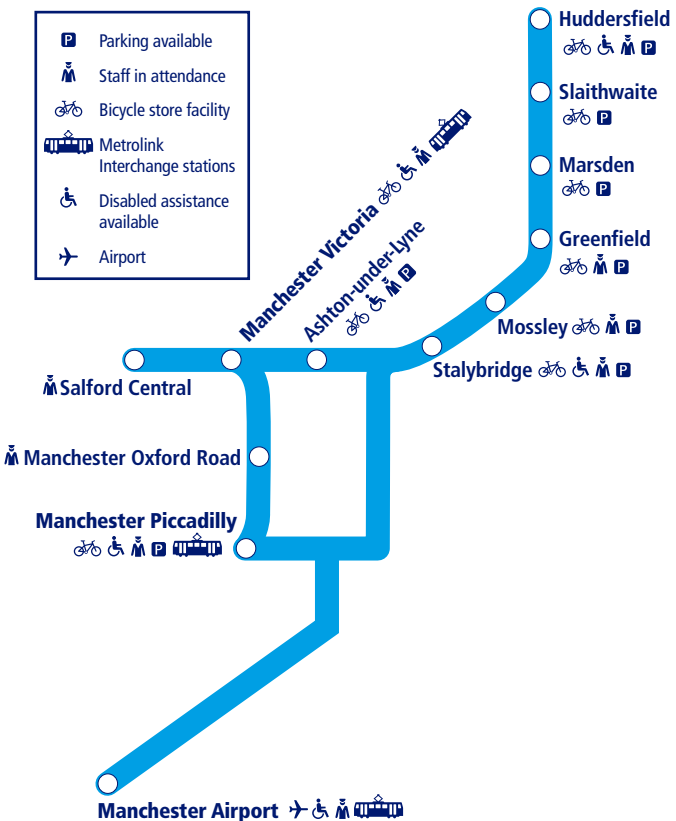 P Parking available
Staff in attendance
Bicycle store facility
Metrolink
Interchange stations
Disabled assistance
available
Airport
Huddersfield
P
Slaithwaite
P
Marsden
P
Greenfield
P
Mossley P
Stalybridge P
Ashton-under-Lyne
P
Manchester Victoria
Salford Central
Manchester Oxford Road
Manchester Piccadilly
P
Manchester Airport